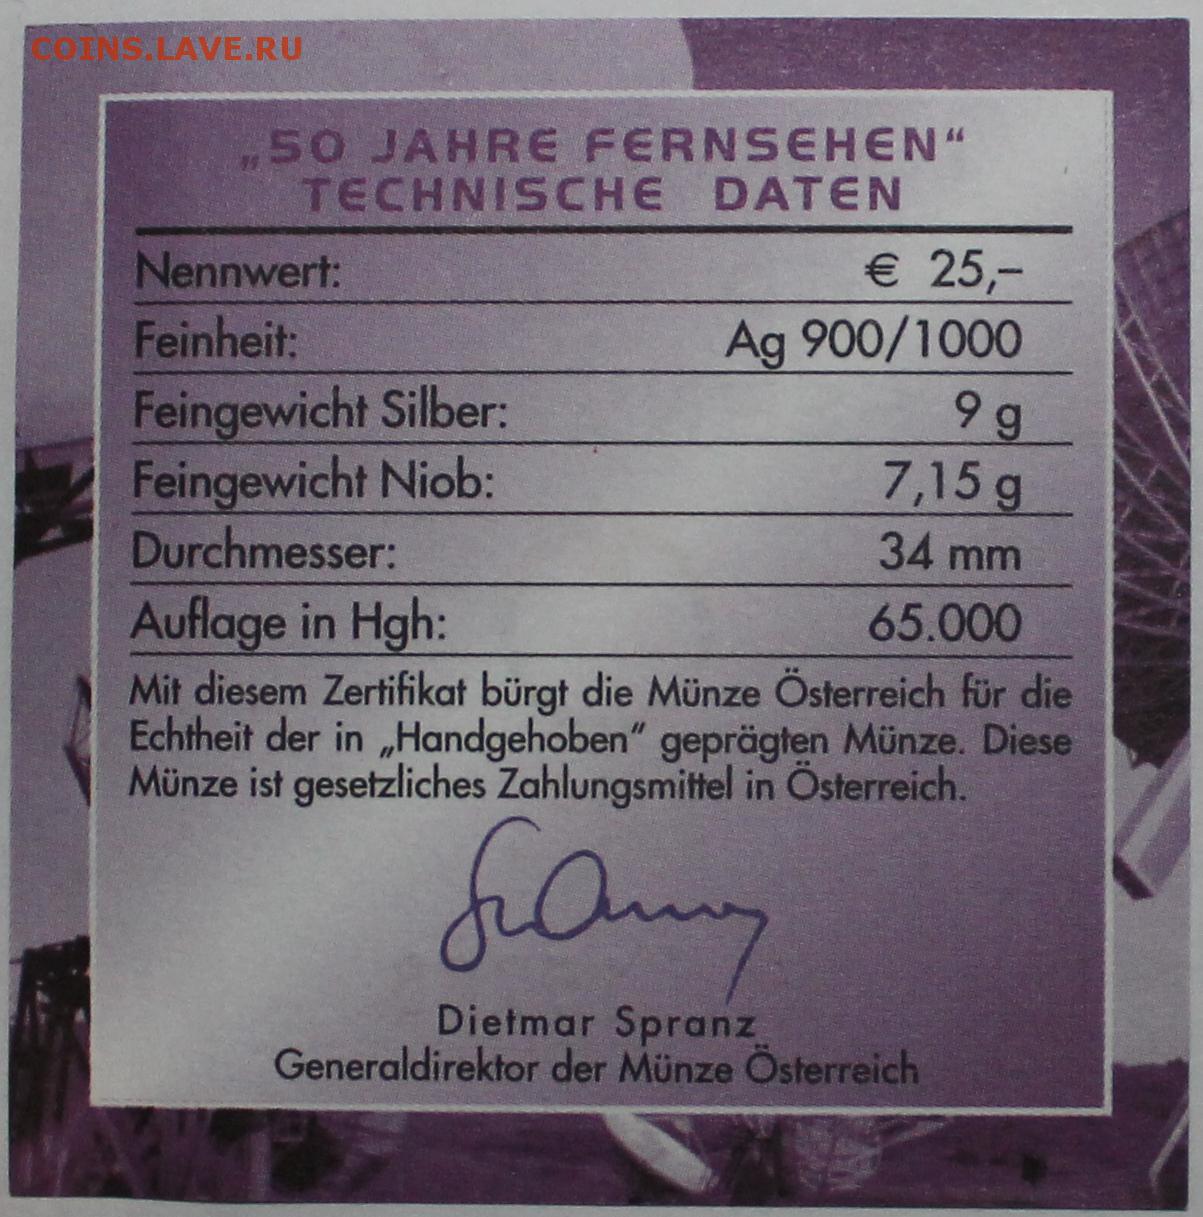 COINS.LAVE.RU
„50 JAHRE FERNSEHEN“
TECHNISCHE DATEN
Nennwert: € 25,–
Feinheit: Ag 900/1000
Feingewicht Silber: 9 g
Feingewicht Niob: 7,15 g
Durchmesser: 34 mm
Auflage in Hgh: 65.000
Mit diesem Zertifikat bürgt die Münze Österreich für die
Echtheit der in „Handgehoben“ geprägten Münze. Diese
Münze ist gesetzliches Zahlungsmittel in Österreich.
Dietmar Spranz
Generaldirektor der Münze Österreich